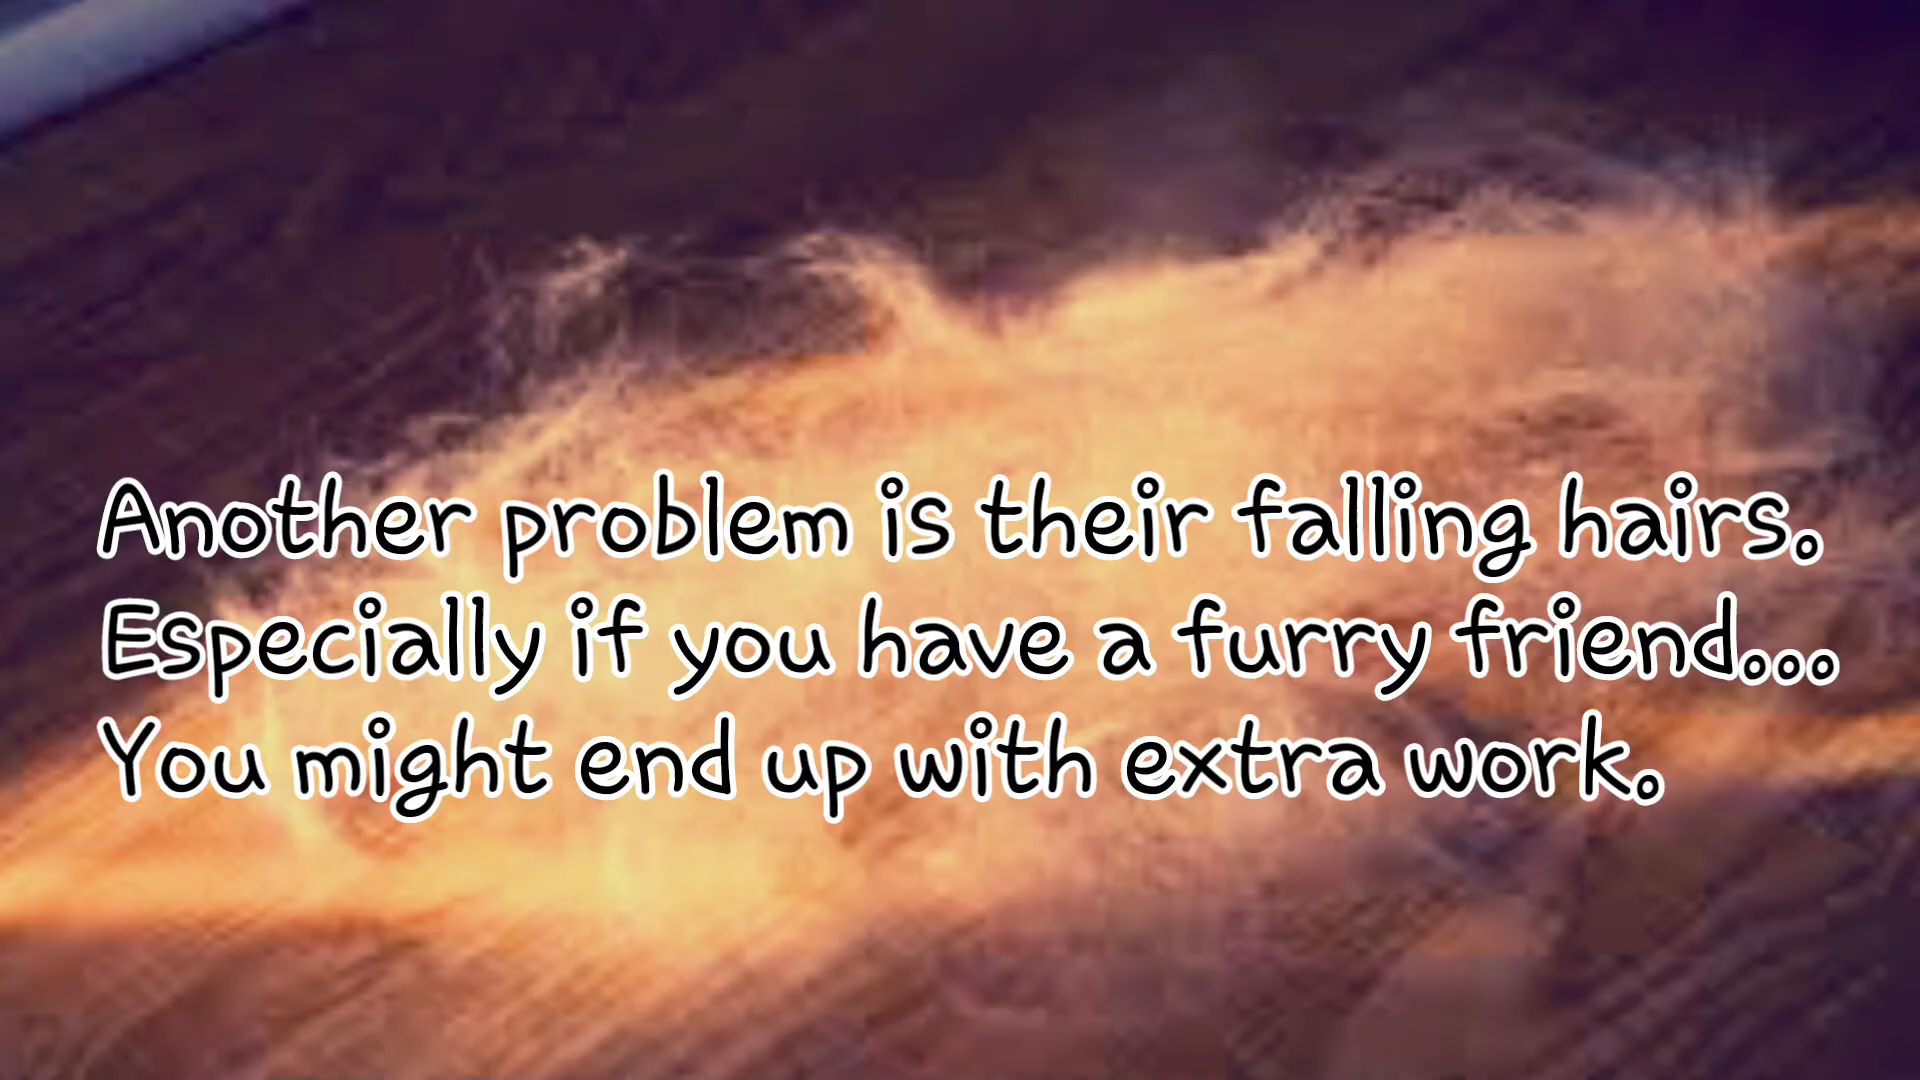 Another problem is their falling hairs.
Especially if you have a furry friend...
You might end up with extra work.